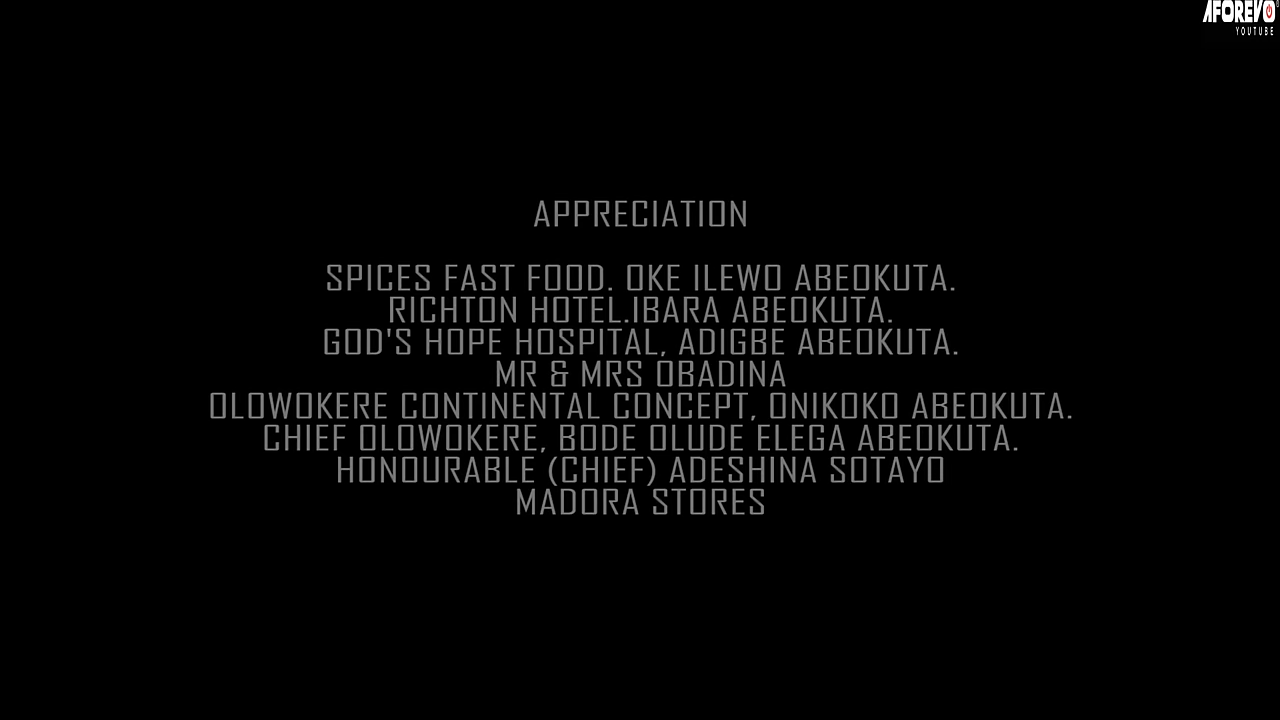 AFOREVO
YOUTUBE
APPRECIATION
SPICES FAST FOOD. OKE ILEWO ABEOKUTA.
RICHTON HOTEL.IBARA ABEOKUTA.
GOD'S HOPE HOSPITAL, ADIGBE ABEOKUTA.
MR & MRS OBADINA
OLOWOKERE CONTINENTAL CONCEPT, ONIKOKO ABEOKUTA.
CHIEF OLOWOKERE, BODE OLUDE ELEGA ABEOKUTA.
HONOURABLE (CHIEF) ADESHINA SOTAYO
MADORA STORES